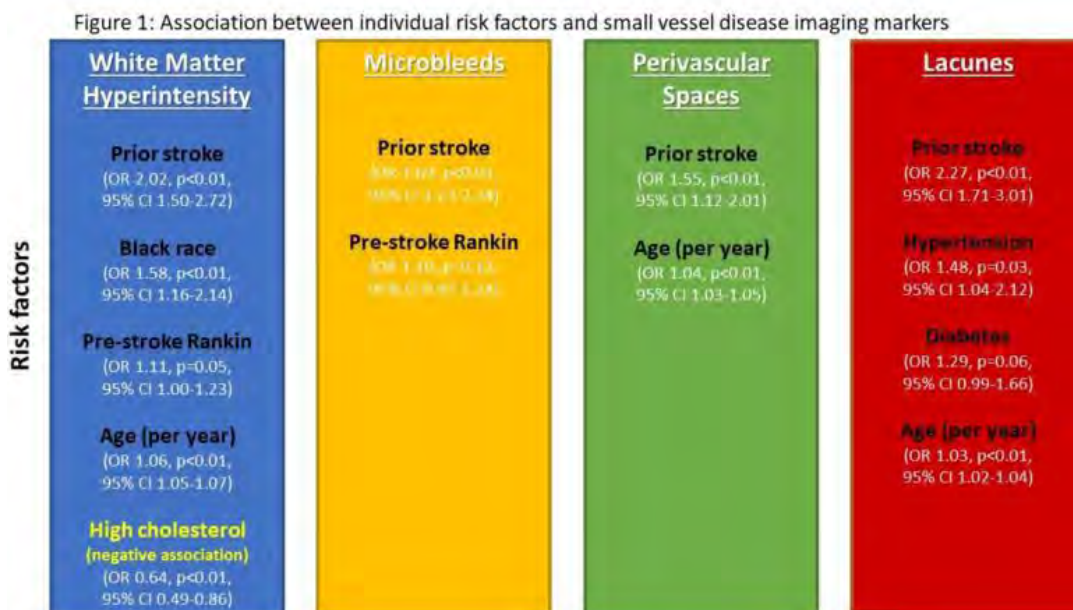 Figure 1: Association between individual risk factors and small vessel disease imaging markers
Risk factors
White Matter
Hyperintensity
Prior stroke
(OR 2.02, p<0.01,
95% CI 1.50-2.72)
Black race
(OR 1.58, p<0.01,
95% CI 1.16-2.14)
Pre-stroke Rankin
(OR 1.11, p=0.05,
95% CI 1.00-1.23)
Age (per year)
(OR 1.06, p<0.01,
95% CI 1.05-1.07)
High cholesterol
(negative association)
(OR 0.64, p<0.01,
95% CI 0.49-0.86)
Microbleeds
Prior stroke
(OR p<0.01,
95% CI
Pre-stroke Rankin
(OR
95% CI
Perivascular
Spaces
Prior stroke
(OR 1.55, p<0.01,
95% CI 1.12-2.01)
Age (per year)
(OR 1.04, p<0.01,
95% CI 1.03-1.05)
Lacunes
Prior stroke
(OR 2.27, p<0.01,
95% CI 1.71-3.01)
Hypertension
(OR 1.48, p=0.03,
95% CI 1.04-2.12)
Diabetes
(OR 1.29, p=0.06,
95% CI 0.99-1.66)
Age (per year)
(OR 1.03, p<0.01,
95% CI 1.02-1.04)